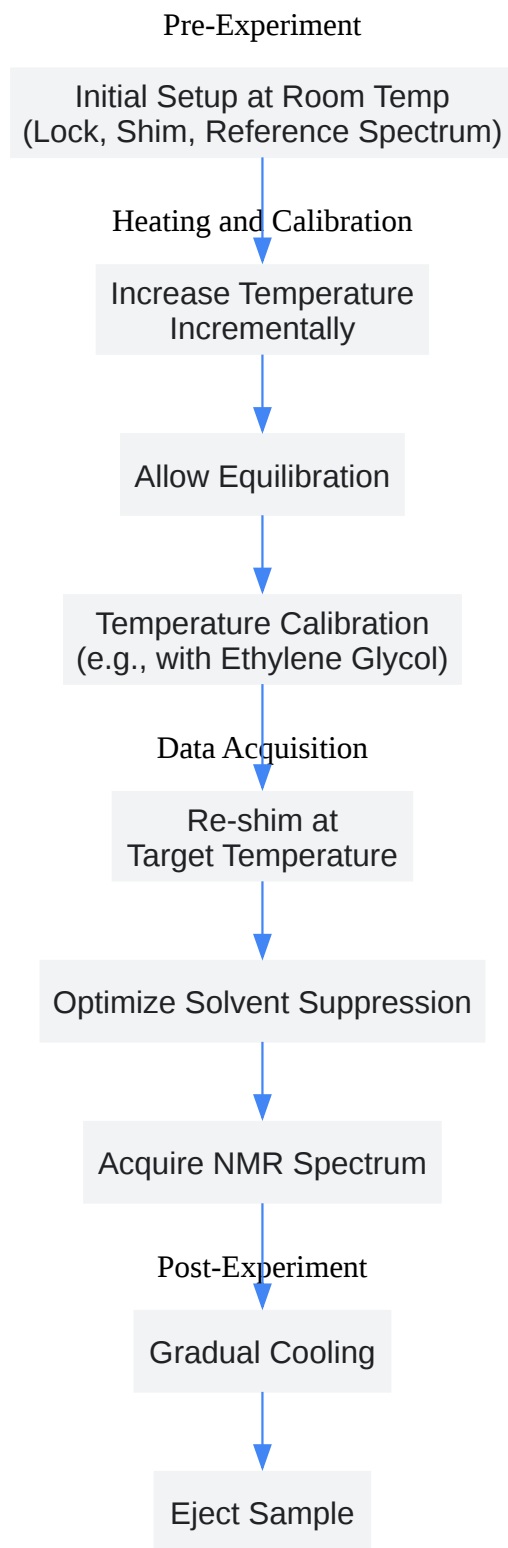 Pre-Experiment
Initial Setup at Room Temp
(Lock, Shim, Reference Spectrum)
Heating and Calibration
Increase Temperature
Incrementally
Allow Equilibration
Temperature Calibration
(e.g., with Ethylene Glycol)
Data Acquisition
Re-shim at
Target Temperature
Optimize Solvent Suppression
Acquire NMR Spectrum
Post-Experiment
Gradual Cooling
Eject Sample